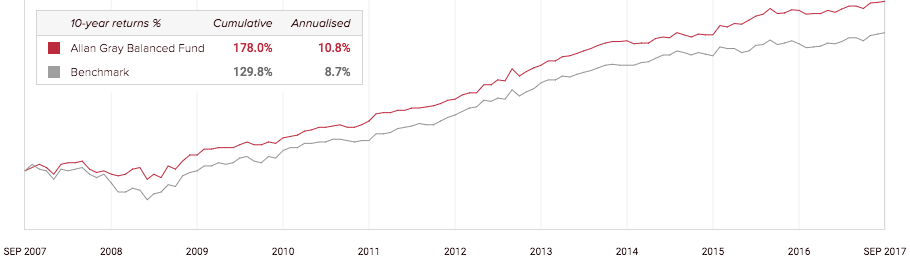 10-year returns % Cumulative Annualised
Allan Gray Balanced Fund 178.0% 10.8%
Benchmark 129.8% 8.7%
SEP 2007 2008 2009 2010 2011 2012 2013 2014 2015 2016 SEP 2017